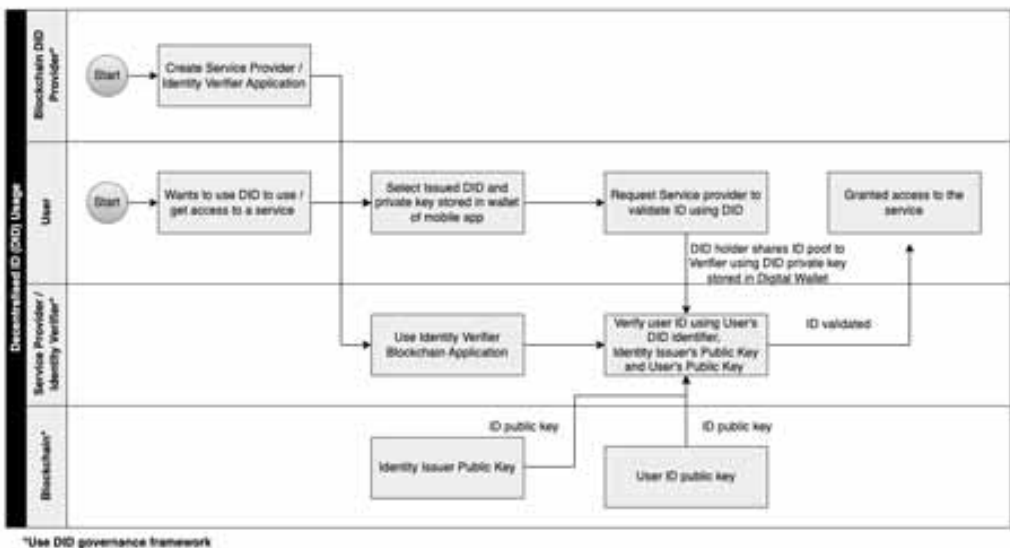 Decentralised ID (DID) Usage
Blockchain DID
Provider*
Start
Create Service Provider /
Identity Verifier Application
User
Start
Wants to use DID to use /
get access to a service
Select Issued DID and
private key stored in wallet
of mobile app
Request Service provider to
validate ID using DID
Granted access to the
service
DID holder shares ID poof to
Verifier using DID private key
stored in Digital Wallet
Service Provider /
Identity Verifier*
Use Identity Verifier
Blockchain Application
Verify user ID using User's
DID identifier,
Identity Issuer's Public Key
and User's Public Key
ID validated
Blockchain*
ID public key
ID public key
Identity Issuer Public Key
User ID public key
*Use DID governance framework